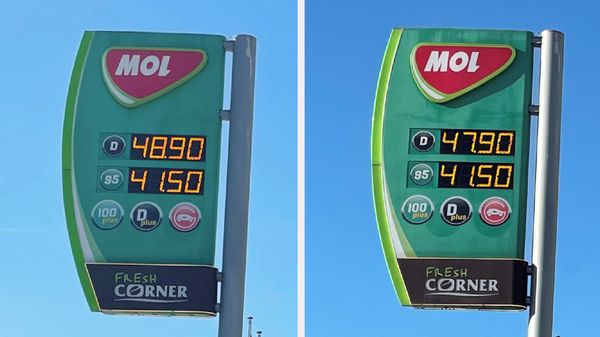 MOL
D 48.90
95 41.50
100 plus D plus
FRESH
CORNER
MOL
D 47.90
95 41.50
100 plus D plus
FRESH
CORNER